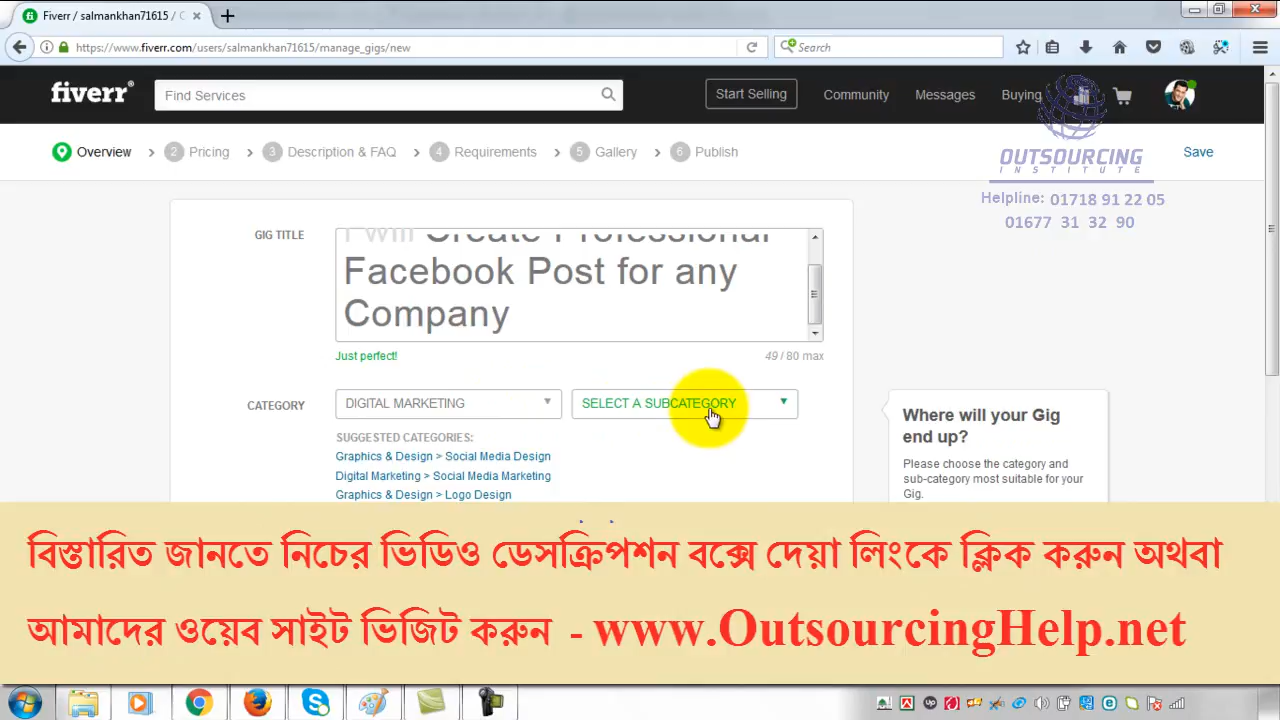 Fiverr / salmankhan71615 / C
https://www.fiverr.com/users/salmankhan71615/manage_gigs/new
Search
fiverr
Find Services
Start Selling
Community
Messages
Buying
Overview
2 Pricing
3 Description & FAQ
4 Requirements
5 Gallery
6 Publish
Save
OUTSOURCING
INSTITUTE
Helpline: 01718 91 22 05
01677 31 32 90
GIG TITLE
I will Create Professional
Facebook Post for any
Company
Just perfect!
49 / 80 max
CATEGORY
DIGITAL MARKETING
SELECT A SUBCATEGORY
SUGGESTED CATEGORIES:
Graphics & Design > Social Media Design
Digital Marketing > Social Media Marketing
Graphics & Design > Logo Design
Where will your Gig
end up?
Please choose the category and
sub-category most suitable for your
Gig.
বিস্তারিত জানতে নিচের ভিডিও ডেসক্রিপশন বক্সে দেয়া লিংকে ক্লিক করুন অথবা
আমাদের ওয়েব সাইট ভিজিট করুন - www.OutsourcingHelp.net